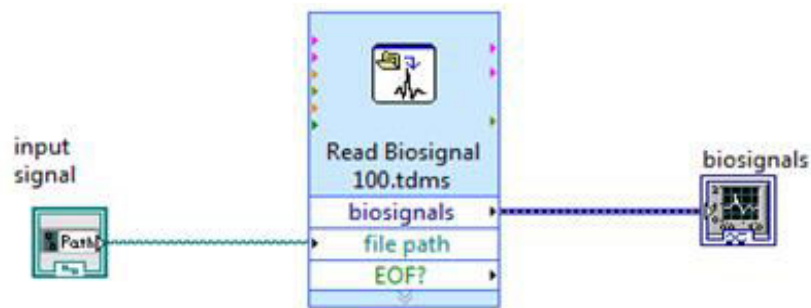 input
signal
Path
Read Biosignal
100.tdms
biosignals
file path
EOF?
biosignals